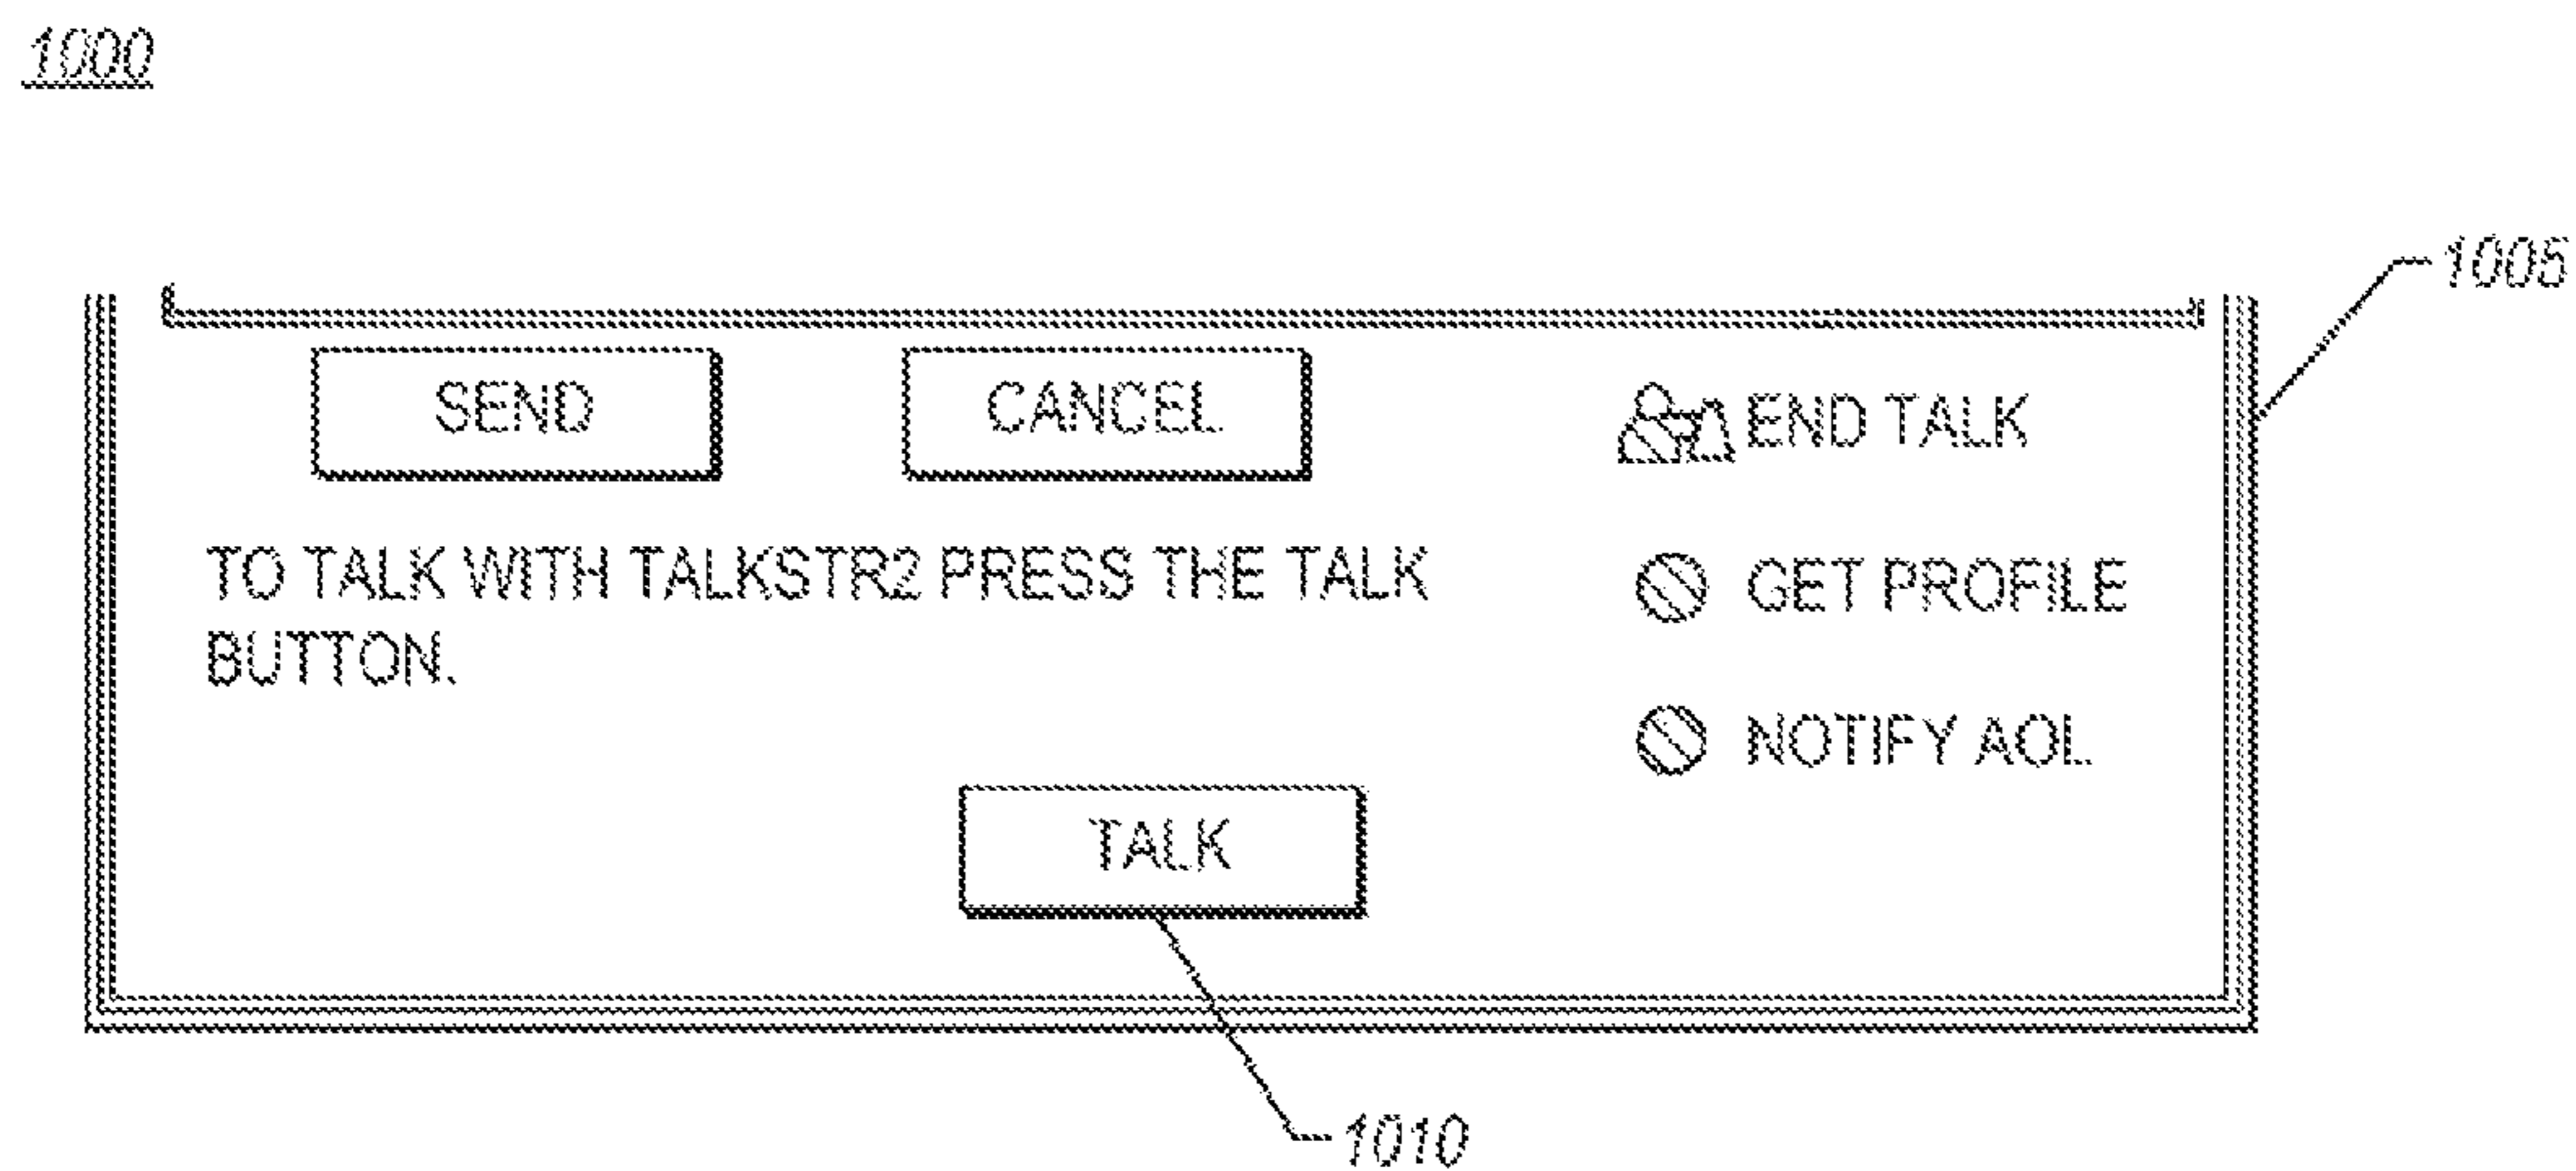 1000
1005
SEND
CANCEL
END TALK
TO TALK WITH TALKSTR2 PRESS THE TALK
BUTTON.
GET PROFILE
NOTIFY AOL
TALK
1010